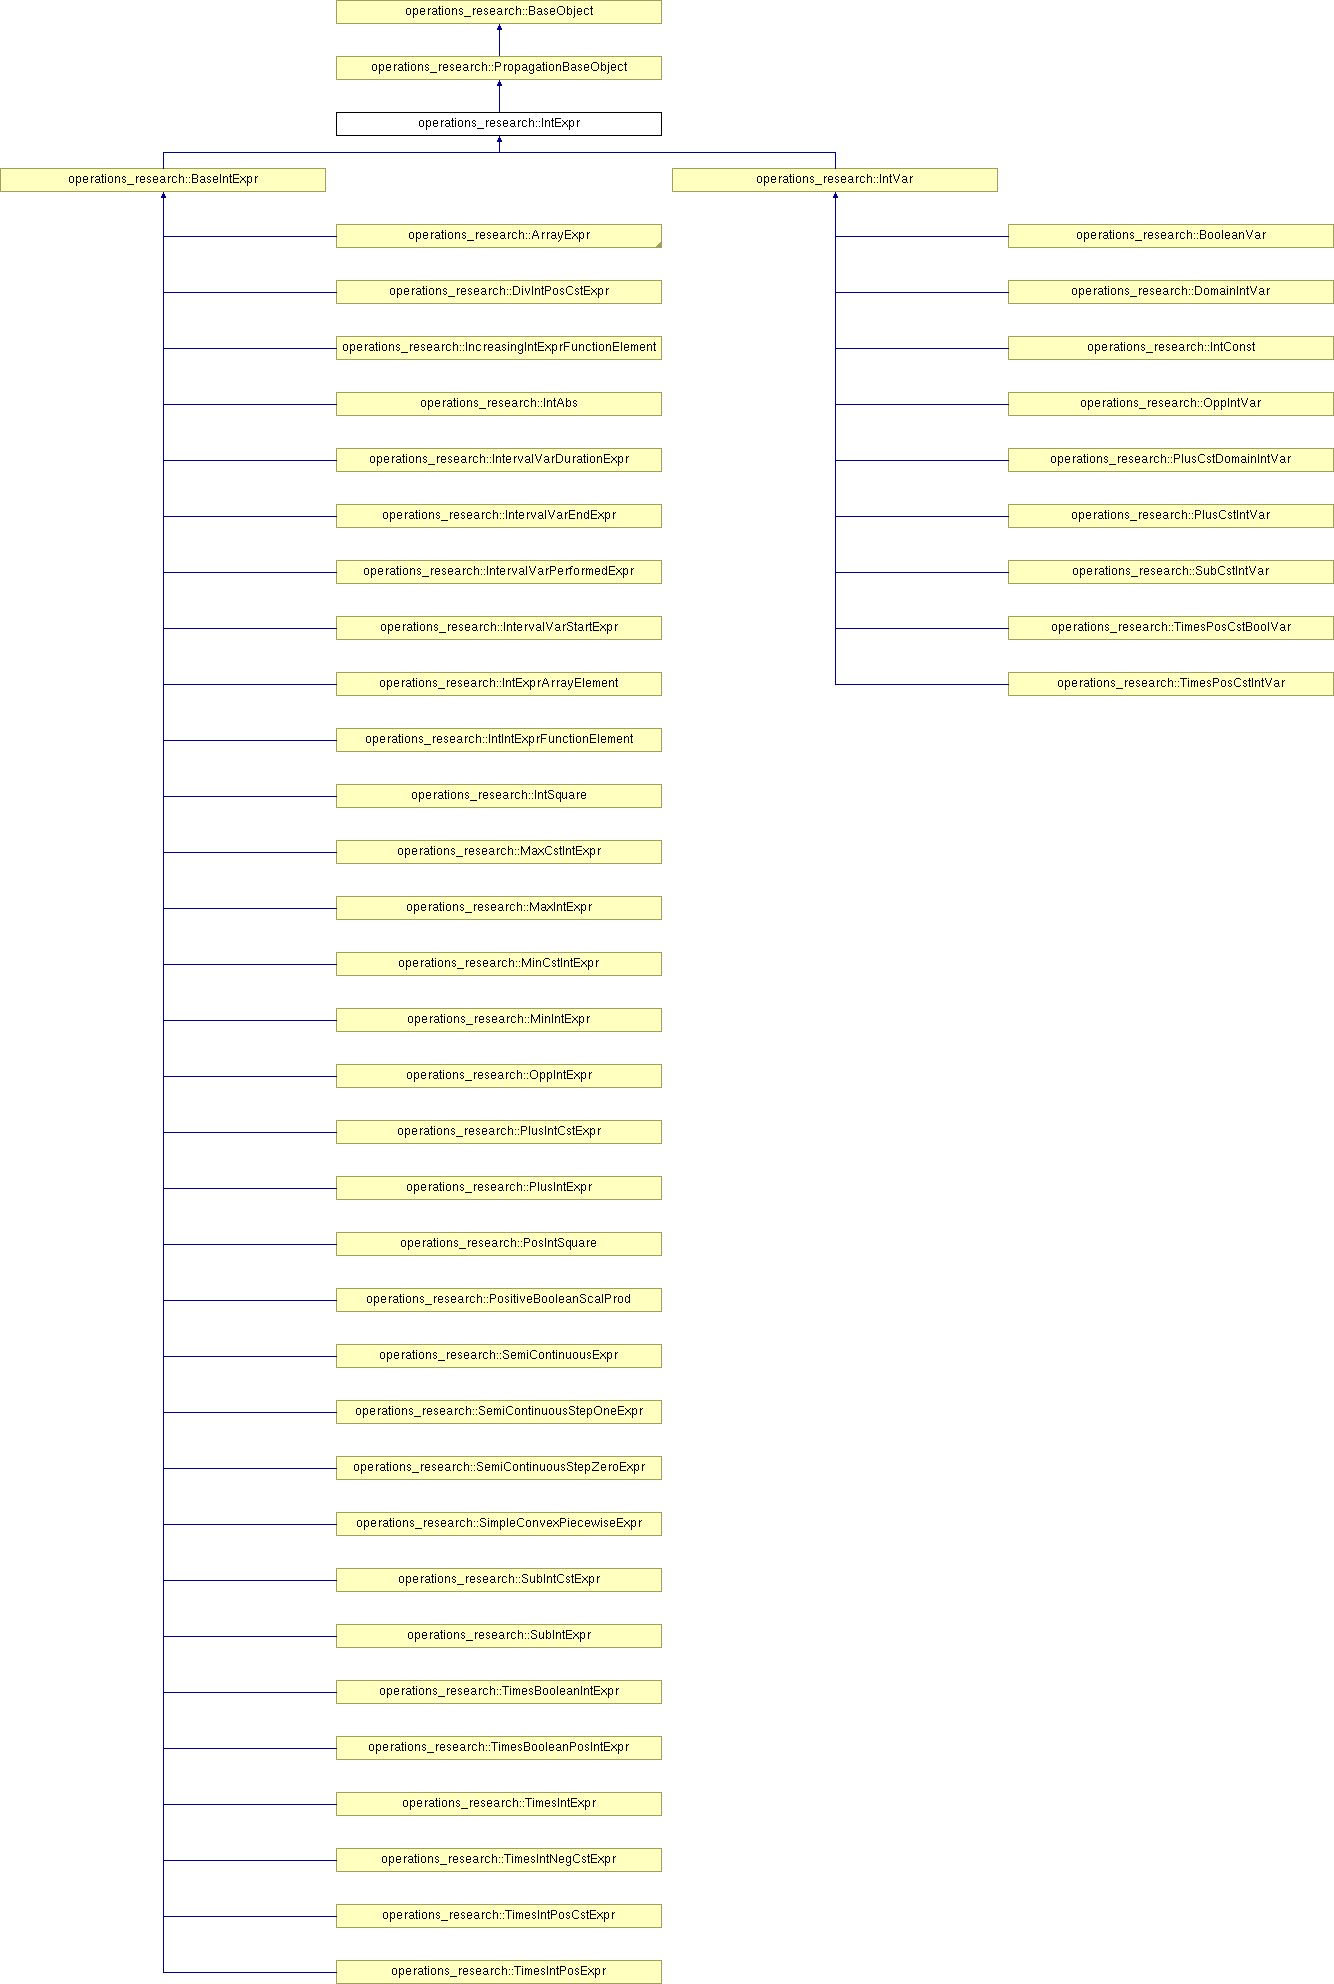 operations_research::BaseObject
operations_research::PropagationBaseObject
operations_research::IntExpr
operations_research::BaseIntExpr
operations_research::IntVar
operations_research::ArrayExpr
operations_research::BooleanVar
operations_research::DivIntPosCstExpr
operations_research::DomainIntVar
operations_research::IncreasingIntExprFunctionElement
operations_research::IntConst
operations_research::IntAbs
operations_research::OppIntVar
operations_research::IntervalVarDurationExpr
operations_research::PlusCstDomainIntVar
operations_research::IntervalVarEndExpr
operations_research::PlusCstIntVar
operations_research::IntervalVarPerformedExpr
operations_research::SubCstIntVar
operations_research::IntervalVarStartExpr
operations_research::TimesPosCstBoolVar
operations_research::IntExprArrayElement
operations_research::TimesPosCstIntVar
operations_research::IntIntExprFunctionElement
operations_research::IntSquare
operations_research::MaxCstIntExpr
operations_research::MaxIntExpr
operations_research::MinCstIntExpr
operations_research::MinIntExpr
operations_research::OppIntExpr
operations_research::PlusIntCstExpr
operations_research::PlusIntExpr
operations_research::PosIntSquare
operations_research::PositiveBooleanScalProd
operations_research::SemiContinuousExpr
operations_research::SemiContinuousStepOneExpr
operations_research::SemiContinuousStepZeroExpr
operations_research::SimpleConvexPiecewiseExpr
operations_research::SubIntCstExpr
operations_research::SubIntExpr
operations_research::TimesBooleanIntExpr
operations_research::TimesBooleanPosIntExpr
operations_research::TimesIntExpr
operations_research::TimesIntNegCstExpr
operations_research::TimesIntPosCstExpr
operations_research::TimesIntPosExpr